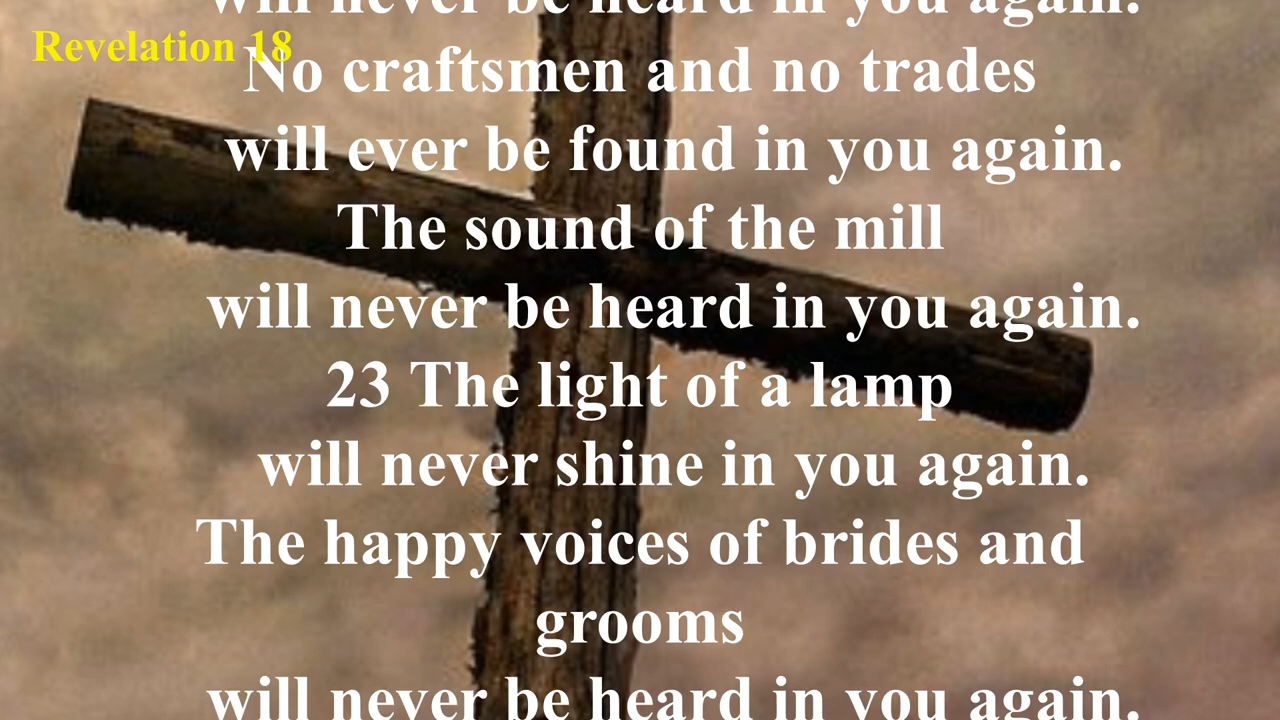 will never be heard in you again.
Revelation 18
No craftsmen and no trades
will ever be found in you again.
The sound of the mill
will never be heard in you again.
23 The light of a lamp
will never shine in you again.
The happy voices of brides and
grooms
will never be heard in you again.